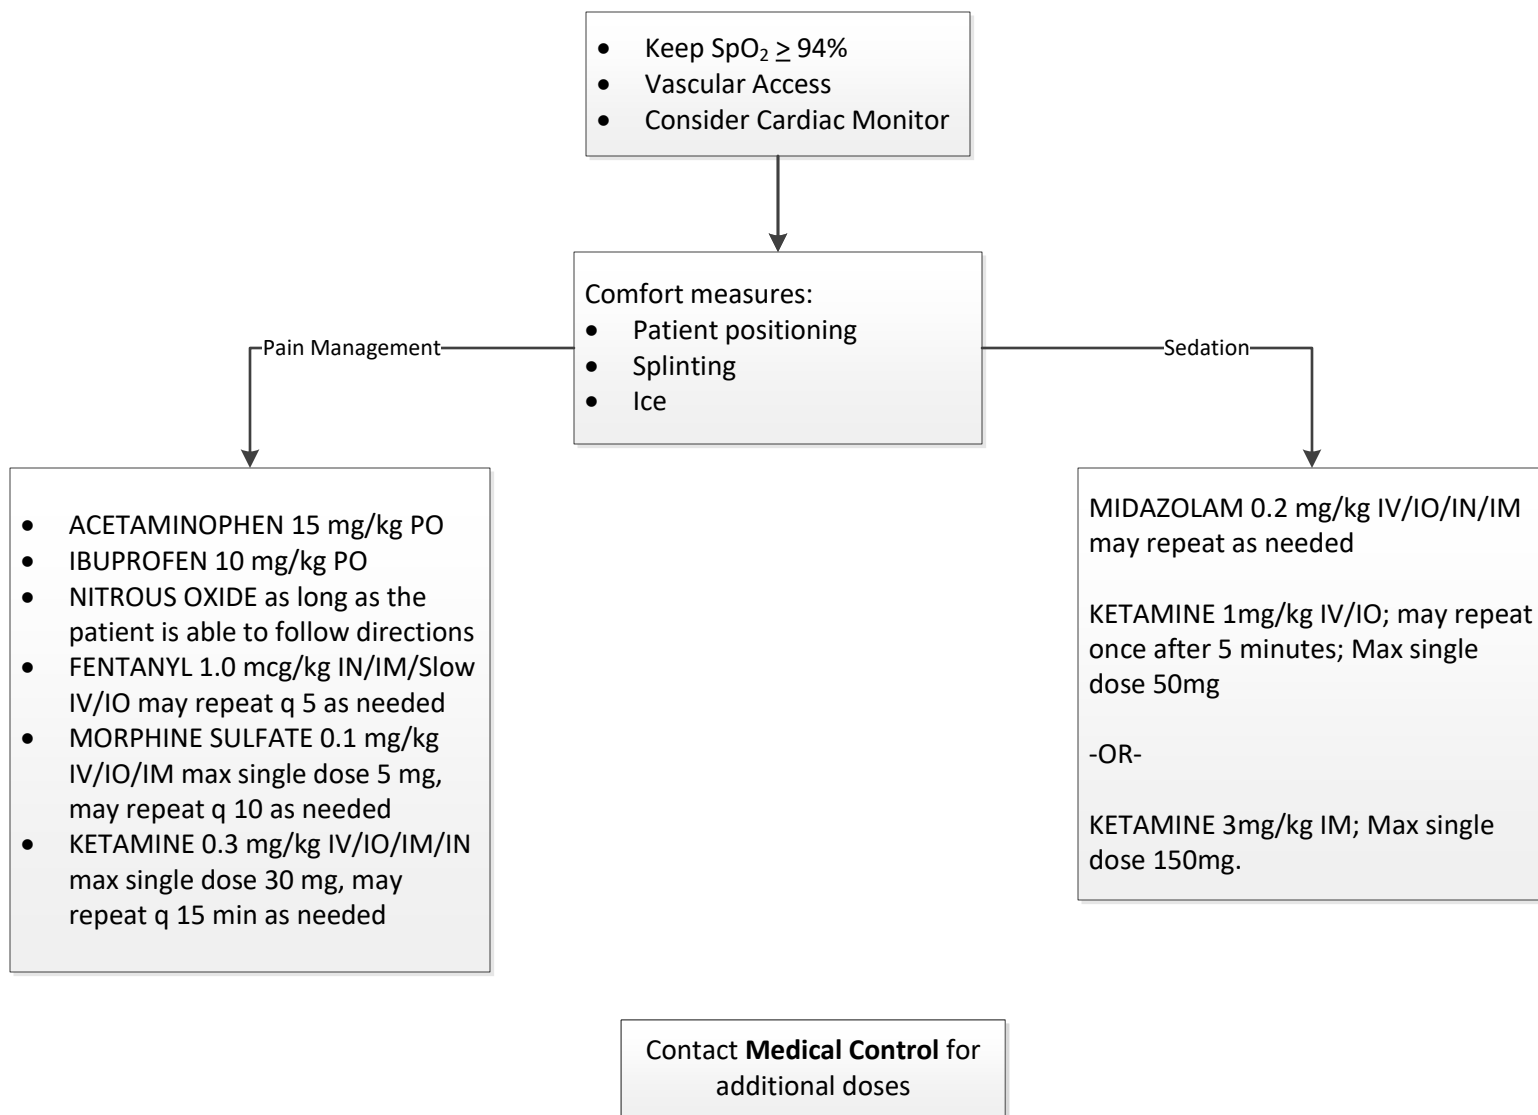 • Keep SpO₂ ≥ 94%
• Vascular Access
• Consider Cardiac Monitor
Comfort measures:
• Patient positioning
• Splinting
• Ice
Pain Management
Sedation
• ACETAMINOPHEN 15 mg/kg PO
• IBUPROFEN 10 mg/kg PO
• NITROUS OXIDE as long as the
patient is able to follow directions
• FENTANYL 1.0 mcg/kg IN/IM/Slow
IV/IO may repeat q 5 as needed
• MORPHINE SULFATE 0.1 mg/kg
IV/IO/IM max single dose 5 mg,
may repeat q 10 as needed
• KETAMINE 0.3 mg/kg IV/IO/IM/IN
max single dose 30 mg, may
repeat q 15 min as needed
MIDAZOLAM 0.2 mg/kg IV/IO/IN/IM
may repeat as needed
KETAMINE 1mg/kg IV/IO; may repeat
once after 5 minutes; Max single
dose 50mg
-OR-
KETAMINE 3mg/kg IM; Max single
dose 150mg.
Contact Medical Control for
additional doses